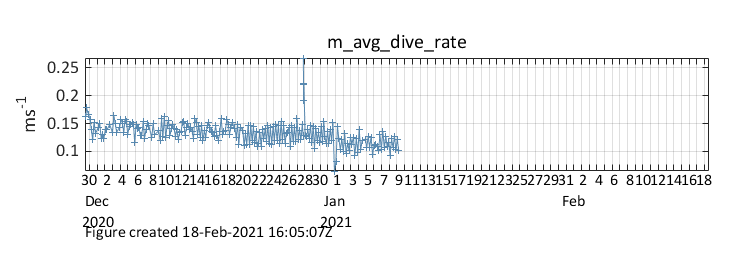 m_avg_dive_rate
0.25
0.2
0.15
0.1
ms-1
30 2 4 6 8 10 12 14 16 18 20 22 24 26 28 30 1 3 5 7 9 11 13 15 17 19 21 23 25 27 29 31 2 4 6 8 10 12 14 16 18
Dec Jan Feb
2020 2021
Figure created 18-Feb-2021 16:05:07Z